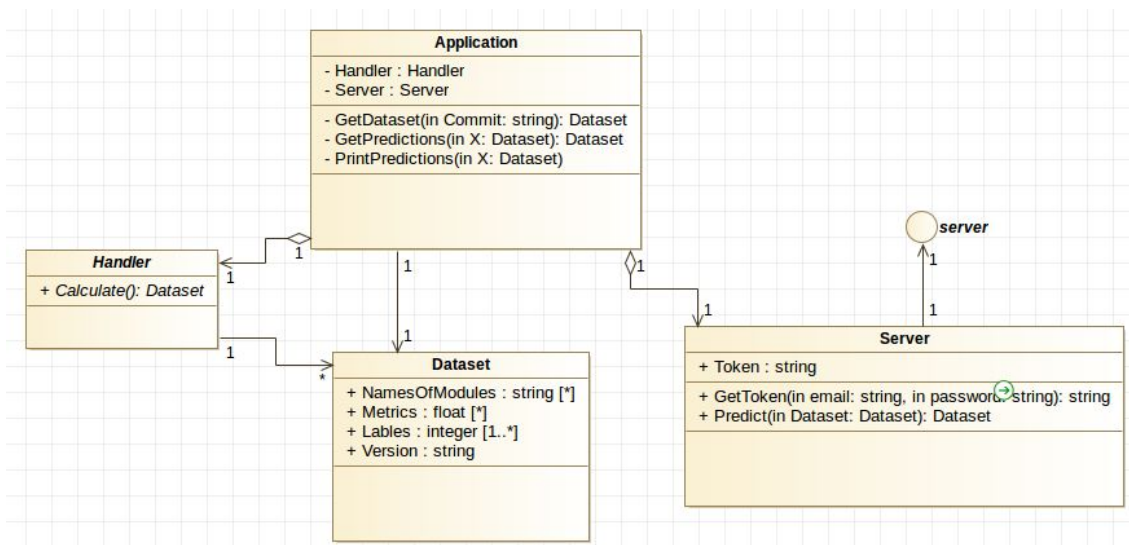 Application
- Handler : Handler
- Server : Server
- GetDataset(in Commit: string): Dataset
- GetPredictions(in X: Dataset): Dataset
- PrintPredictions(in X: Dataset)
server
1
1
1
1
1
1
1
Handler
+ Calculate(): Dataset
1
1
1
1
*
Dataset
+ NamesOfModules : string [*]
+ Metrics : float [*]
+ Lables : integer [1..*]
+ Version : string
Server
+ Token : string
+ GetToken(in email: string, in password: string): string
+ Predict(in Dataset: Dataset): Dataset